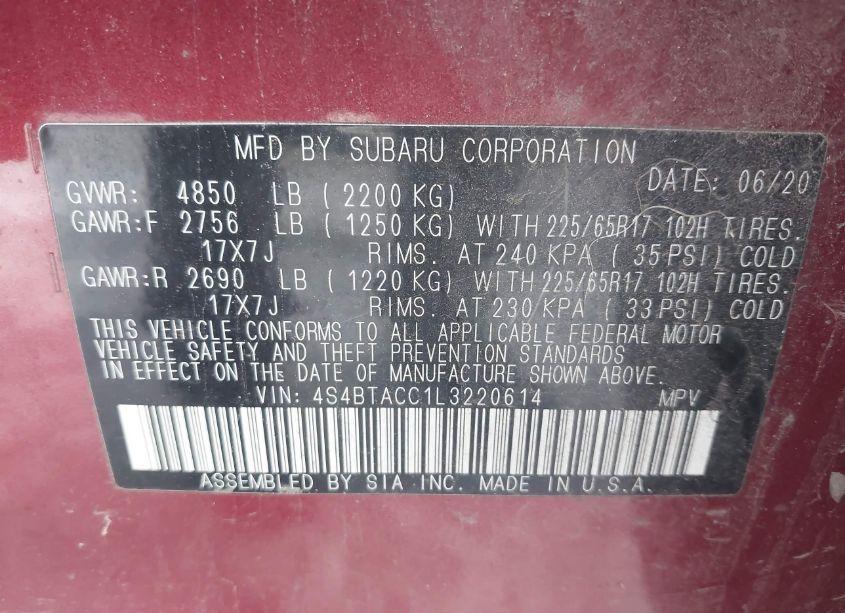 MFD BY SUBARU CORPORATION
DATE: 06/20
GVWR: 4850 LB ( 2200 KG)
GAWR:F 2756 LB ( 1250 KG) WITH 225/65R17 102H TIRES.
17X7J RIMS. AT 240 KPA ( 35 PSI) COLD
GAWR:R 2690 LB ( 1220 KG) WITH 225/65R17 102H TIRES.
17X7J RIMS. AT 230 KPA ( 33 PSI) COLD
THIS VEHICLE CONFORMS TO ALL APPLICABLE FEDERAL MOTOR
VEHICLE SAFETY AND THEFT PREVENTION STANDARDS
IN EFFECT ON THE DATE OF MANUFACTURE SHOWN ABOVE.
VIN: 4S4BTACC1L3220614 MPV
ASSEMBLED BY SIA INC. MADE IN U.S.A.